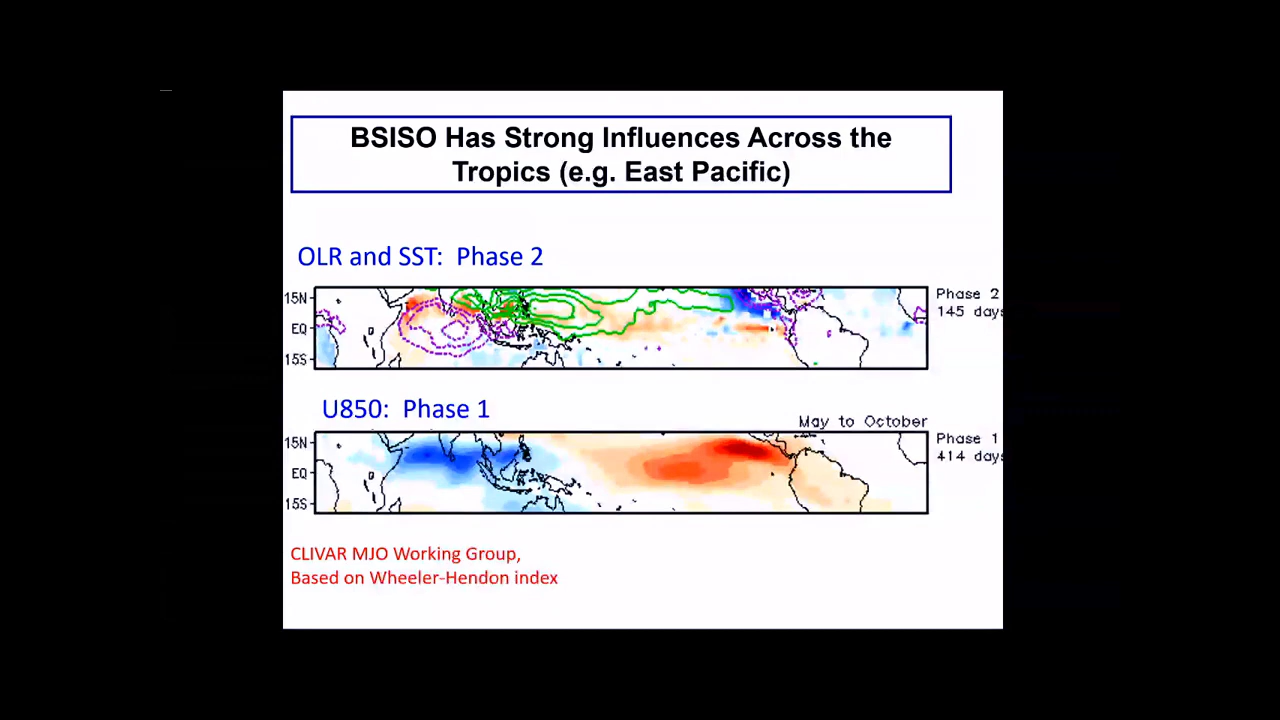 BSISO Has Strong Influences Across the
Tropics (e.g. East Pacific)
OLR and SST: Phase 2
15N
EQ
15S
Phase 2
145 days
U850: Phase 1
May to October
15N
EQ
15S
Phase 1
414 days
CLIVAR MJO Working Group,
Based on Wheeler-Hendon index